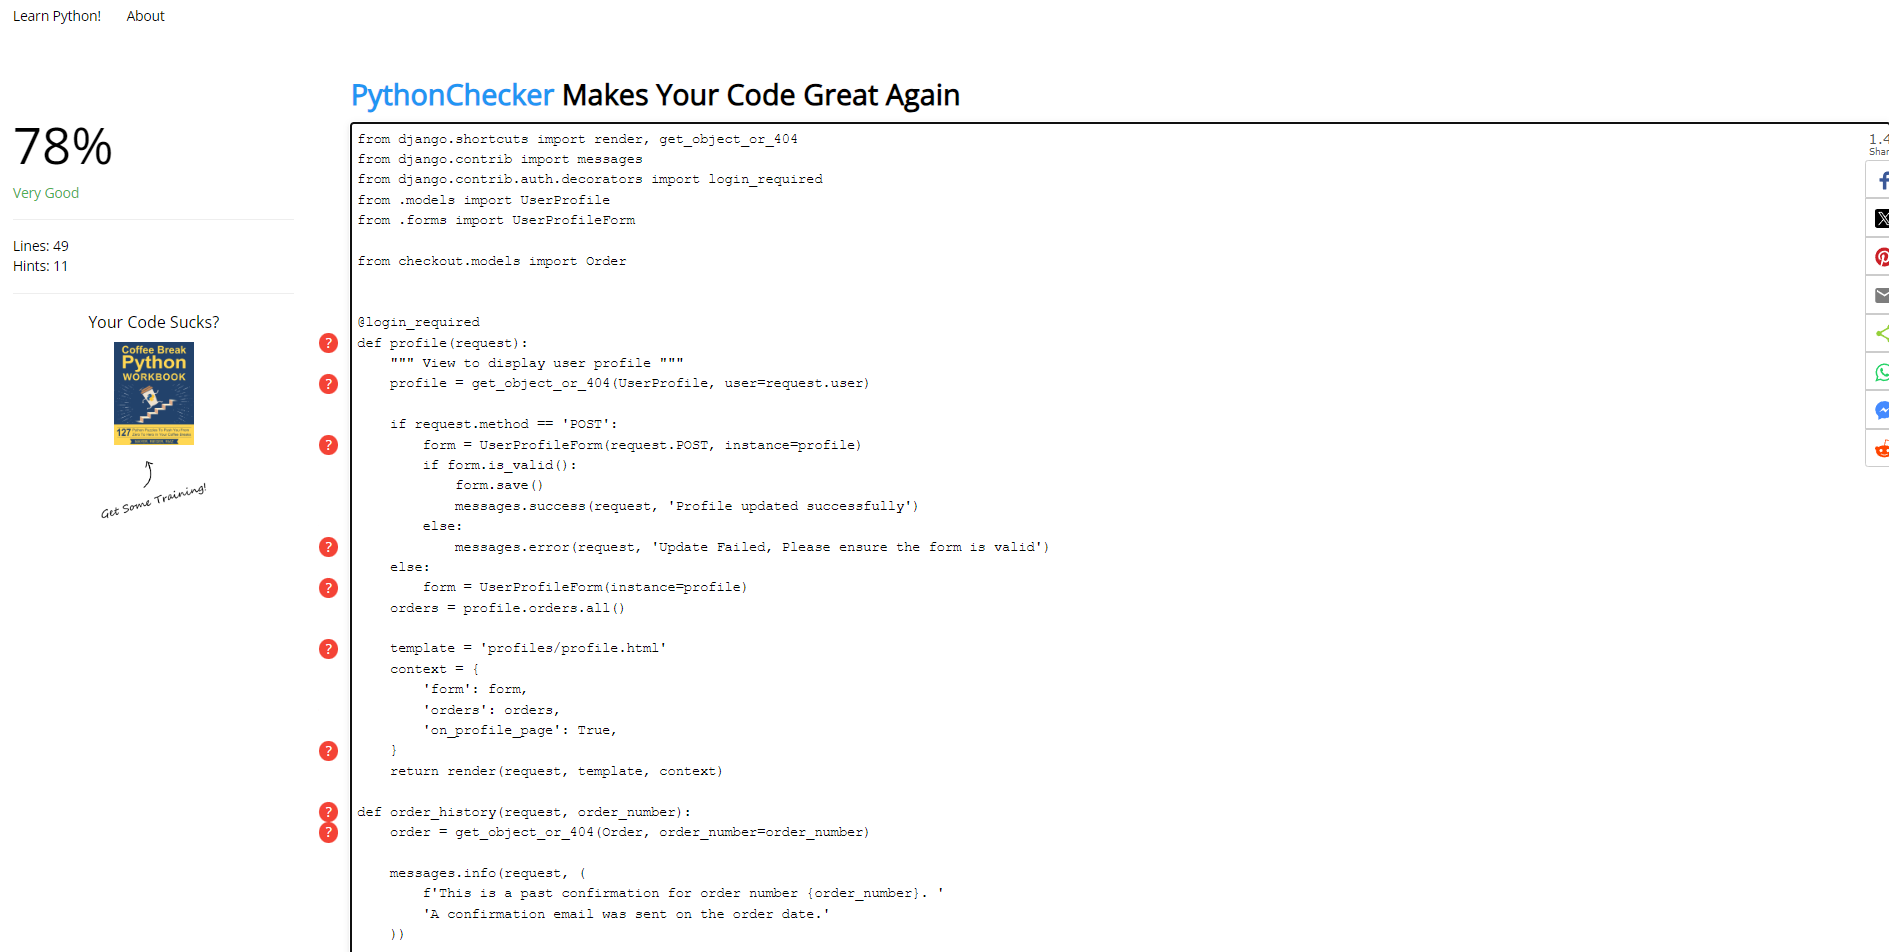 Learn Python! About
PythonChecker Makes Your Code Great Again
78%
Very Good
Lines: 49
Hints: 11
Your Code Sucks?
Coffee Break
Python
WORKBOOK
127
Get Some Training!
from django.shortcuts import render, get_object_or_404
from django.contrib import messages
from django.contrib.auth.decorators import login_required
from .models import UserProfile
from .forms import UserProfileForm
from checkout.models import Order
@login_required
? def profile(request):
""" View to display user profile """
? profile = get_object_or_404(UserProfile, user=request.user)
if request.method == 'POST':
? form = UserProfileForm(request.POST, instance=profile)
if form.is_valid():
form.save()
messages.success(request, 'Profile updated successfully')
else:
? messages.error(request, 'Update Failed, Please ensure the form is valid')
else:
? form = UserProfileForm(instance=profile)
orders = profile.orders.all()
? template = 'profiles/profile.html'
context = {
'form': form,
'orders': orders,
'on_profile_page': True,
? }
return render(request, template, context)
? def order_history(request, order_number):
? order = get_object_or_404(Order, order_number=order_number)
messages.info(request, (
f'This is a past confirmation for order number {order_number}. '
'A confirmation email was sent on the order date.'
))
1.4
Shar